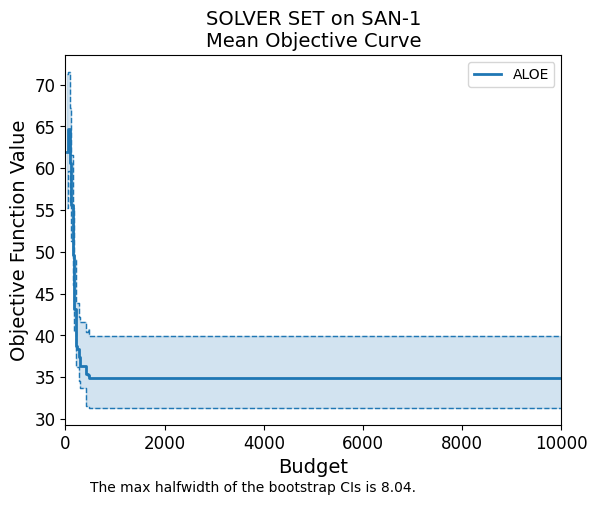 SOLVER SET on SAN-1
Mean Objective Curve
ALOE
Objective Function Value
70
65
60
55
50
45
40
35
30
0 2000 4000 6000 8000 10000
Budget
The max halfwidth of the bootstrap CIs is 8.04.